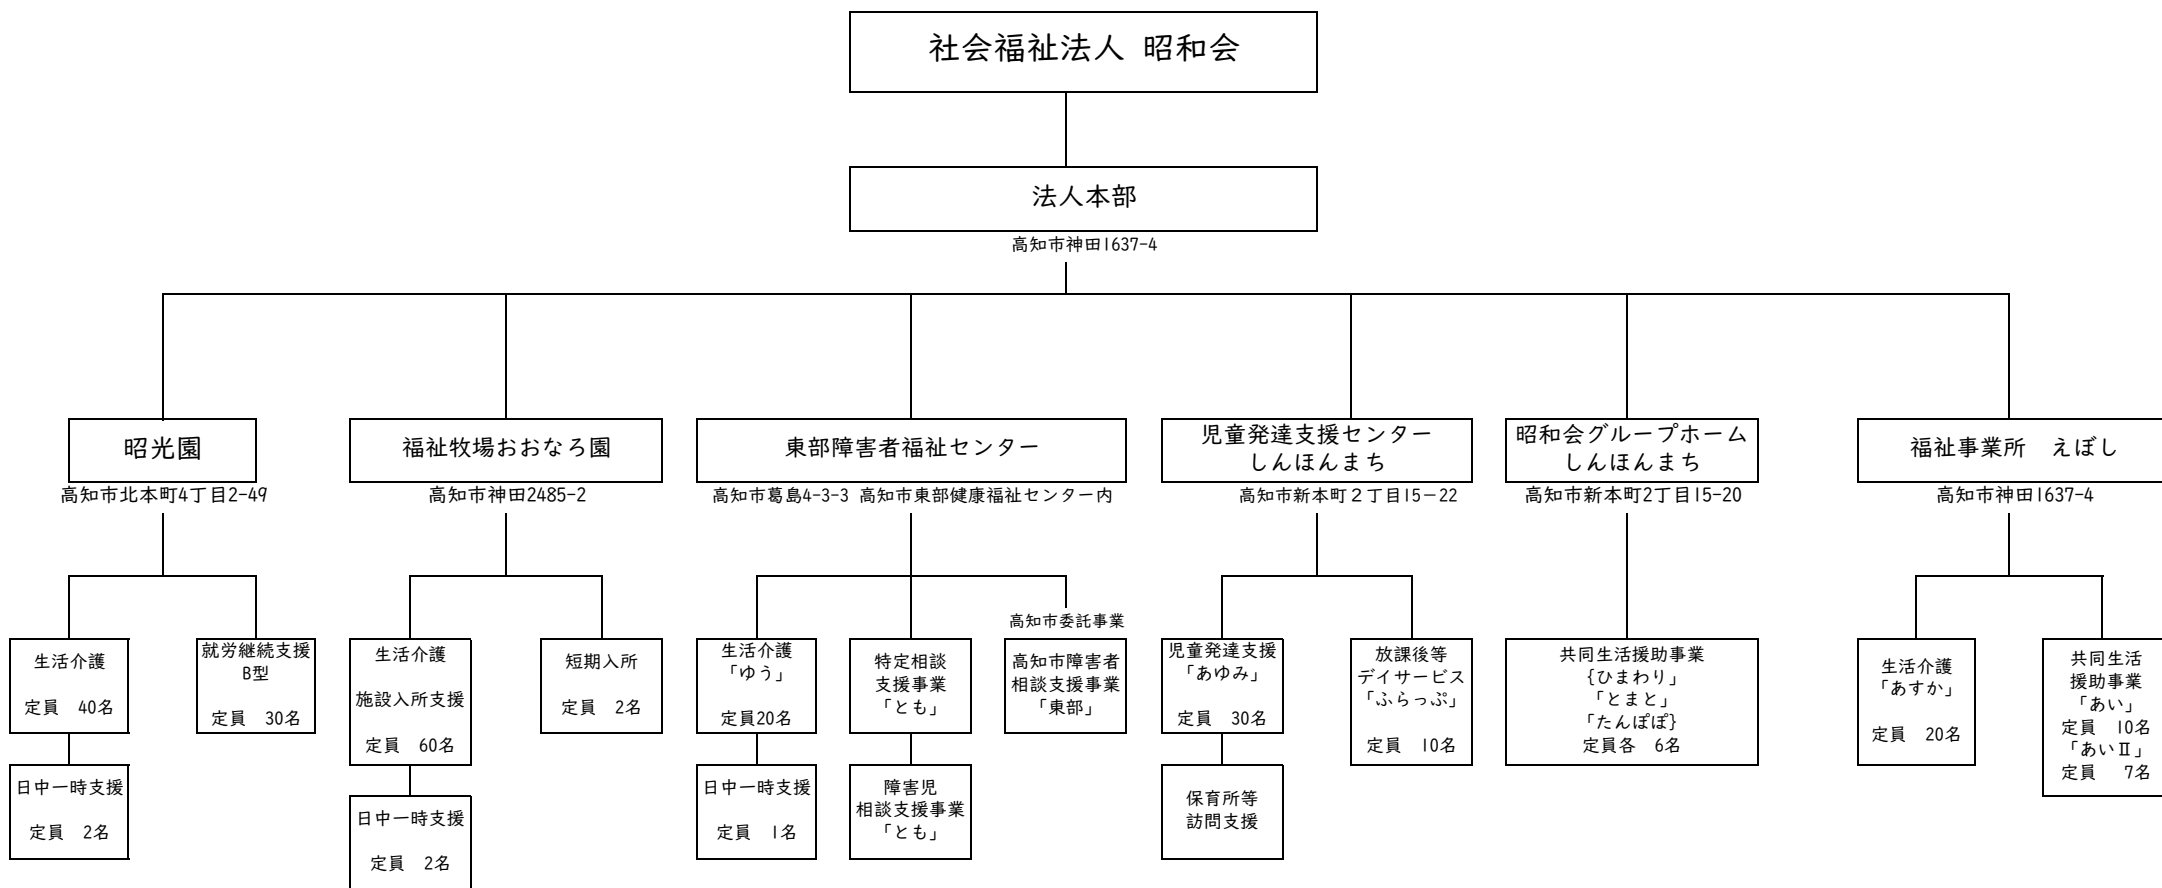 社会福祉法人 昭和会
法人本部
高知市神田1637-4
昭光園
高知市北本町4丁目2-49
福祉牧場おおなろ園
高知市神田2485-2
東部障害者福祉センター
高知市葛島4-3-3 高知市東部健康福祉センター内
児童発達支援センター
しんほんまち
高知市新本町２丁目15－22
昭和会グループホーム
しんほんまち
高知市新本町2丁目15-20
福祉事業所　えぼし
高知市神田1637-4
生活介護
定員　40名
日中一時支援
定員　2名
就労継続支援
B型
定員　30名
生活介護
施設入所支援
定員　60名
日中一時支援
定員　2名
短期入所
定員　2名
生活介護
「ゆう」
定員20名
日中一時支援
定員　1名
特定相談
支援事業
「とも」
障害児
相談支援事業
「とも」
高知市委託事業
高知市障害者
相談支援事業
「東部」
児童発達支援
「あゆみ」
定員　30名
保育所等
訪問支援
放課後等
デイサービス
「ふらっぷ」
定員　10名
共同生活援助事業
{ひまわり」
「とまと」
「たんぽぽ}
定員各　6名
生活介護
「あすか」
定員　20名
共同生活
援助事業
「あい」
定員　10名
「あいⅡ」
定員　7名